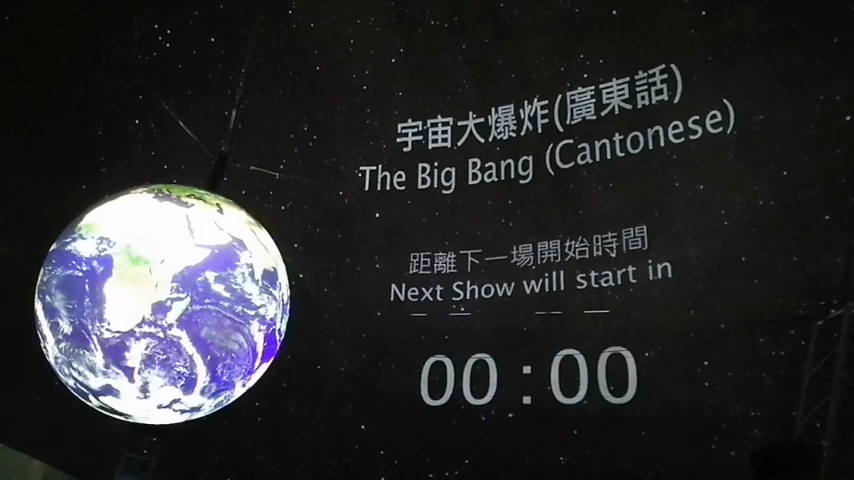 宇宙大爆炸(廣東話)
The Big Bang (Cantonese)
距離下一場開始時間
Next Show will start in
00:00